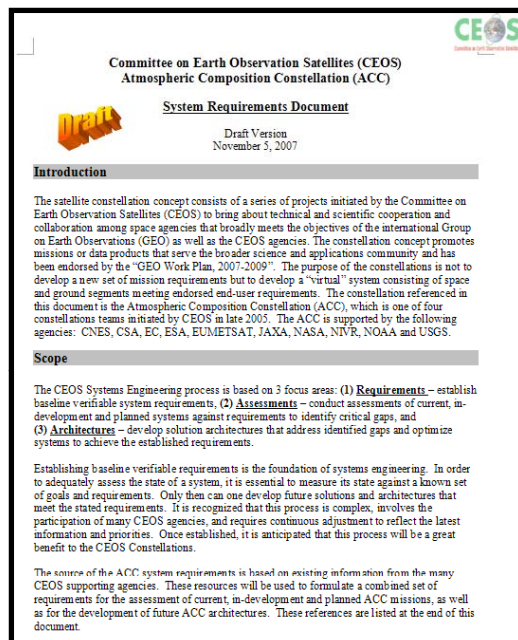 CEOS
Committee on Earth Observation Satellites (CEOS)
Atmospheric Composition Constellation (ACC)
System Requirements Document
Draft
Draft Version
November 5, 2007
Introduction
The satellite constellation concept consists of a series of projects initiated by the Committee on
Earth Observation Satellites (CEOS) to bring about technical and scientific cooperation and
collaboration among space agencies that broadly meets the objectives of the international Group
on Earth Observations (GEO) as well as the CEOS agencies. The constellation concept promotes
missions or data products that serve the broader science and applications community and has
been endorsed by the “GEO Work Plan, 2007-2009”. The purpose of the constellations is not to
develop a new set of mission requirements but to develop a “virtual” system consisting of space
and ground segments meeting endorsed end-user requirements. The constellation referenced in
this document is the Atmospheric Composition Constellation (ACC), which is one of four
constellations teams initiated by CEOS in late 2005. The ACC is supported by the following
agencies: CNES, CSA, EC, ESA, EUMETSAT, JAXA, NASA, NIVR, NOAA and USGS.
Scope
The CEOS Systems Engineering process is based on 3 focus areas: (1) Requirements – establish
baseline verifiable system requirements, (2) Assessments – conduct assessments of current, in-
development and planned systems against requirements to identify critical gaps, and
(3) Architectures – develop solution architectures that address identified gaps and optimize
systems to achieve the established requirements.
Establishing baseline verifiable requirements is the foundation of systems engineering. In order
to adequately assess the state of a system, it is essential to measure its state against a known set
of goals and requirements. Only then can one develop future solutions and architectures that
meet the stated requirements. It is recognized that this process is complex, involves the
participation of many CEOS agencies, and requires continuous adjustment to reflect the latest
information and priorities. Once established, it is anticipated that this process will be a great
benefit to the CEOS Constellations.
The source of the ACC system requirements is based on existing information from the many
CEOS supporting agencies. These resources will be used to formulate a combined set of
requirements for the assessment of current, in-development and planned ACC missions, as well
as for the development of future ACC architectures. These references are listed at the end of this
document.